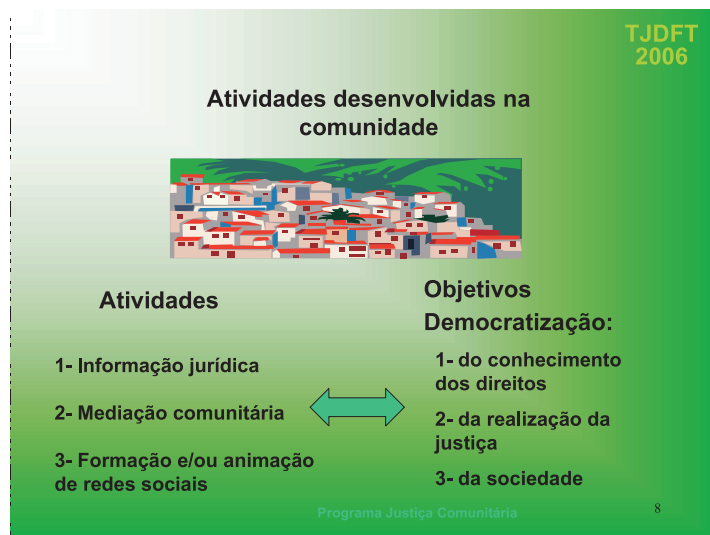 TJDFT
2006
Atividades desenvolvidas na
comunidade
Atividades
1- Informação jurídica
2- Mediação comunitária
3- Formação e/ou animação
de redes sociais
Objetivos
Democratização:
1- do conhecimento
dos direitos
2- da realização da
justiça
3- da sociedade
Programa Justiça Comunitária
8